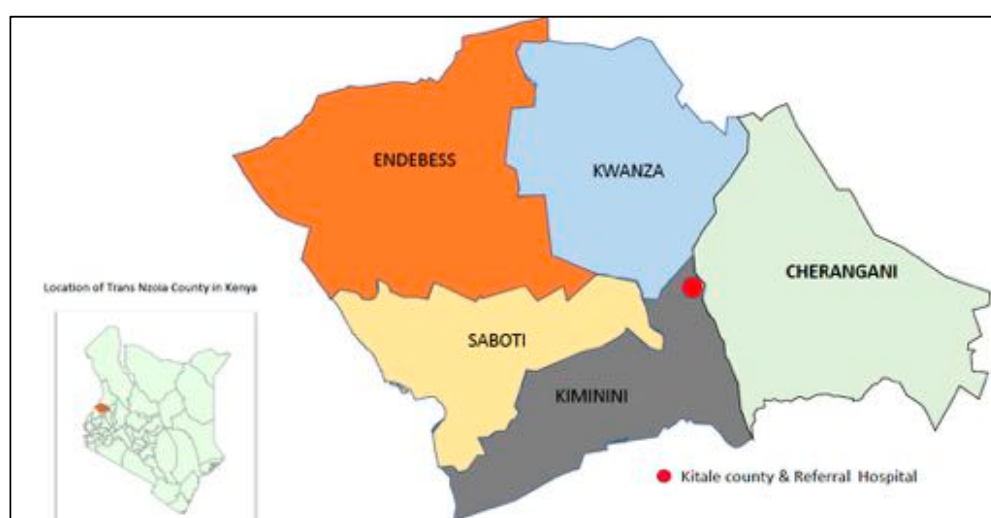 ENDEBESS
KWANZA
CHERANGANI
Location of Trans Nzoia County in Kenya
SABOTI
KIMININI
Kitale county & Referral Hospital